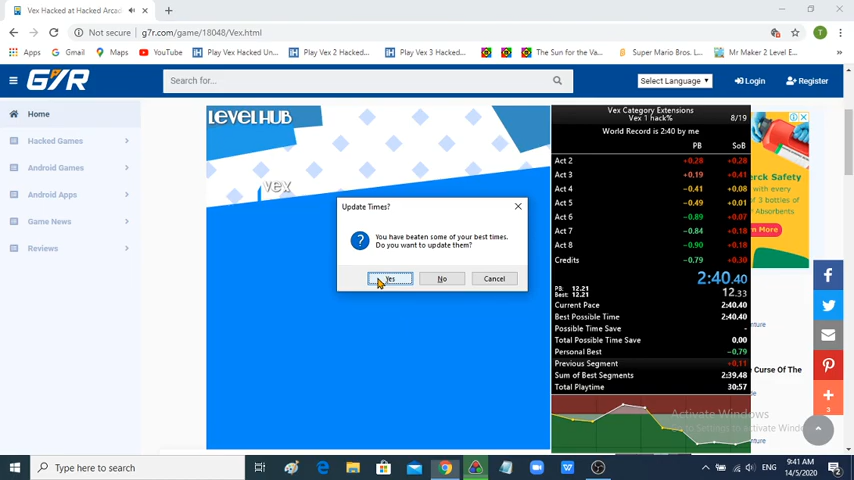 Vex Hacked at Hacked Arcad
Not secure | g7r.com/game/18048/Vex.html
Apps
Gmail
Maps
YouTube
Play Vex Hacked Un...
Play Vex 2 Hacked...
Play Vex 3 Hacked...
The Sun for the Va...
Super Mario Bros. L...
Mr Maker 2 Level E...
G7R
Search for...
Select Language
Login
Register
Home
Hacked Games
Android Games
Android Apps
Game News
Reviews
LEVEL HUB
vex
Update Times?
You have beaten some of your best times.
Do you want to update them?
Yes
No
Cancel
Vex Category Extensions
Vex 1 hack% 8/19
World Record is 2:40 by me
PB SoB
Act 2 +0.28 +0.28
Act 3 +0.19 +0.41
Act 4 −0.41 +0.08
Act 5 −0.49 +0.01
Act 6 −0.89 +0.07
Act 7 −0.84 +0.18
Act 8 −0.90 +0.18
Credits −0.79 +0.30
2:40.40
PB: 12.21
Best: 12.21
12.33
Current Pace 2:40.40
Best Possible Time 2:40.40
Possible Time Save -
Total Possible Time Save 0.00
Personal Best −0.79
Previous Segment +0.11
Sum of Best Segments 2:39.48
Total Playtime 30:57
rck Safety
Curse Of The
3
Activate Windows
Go to Settings to activate Windo
Type here to search
ENG
9:41 AM
14/5/2020
2